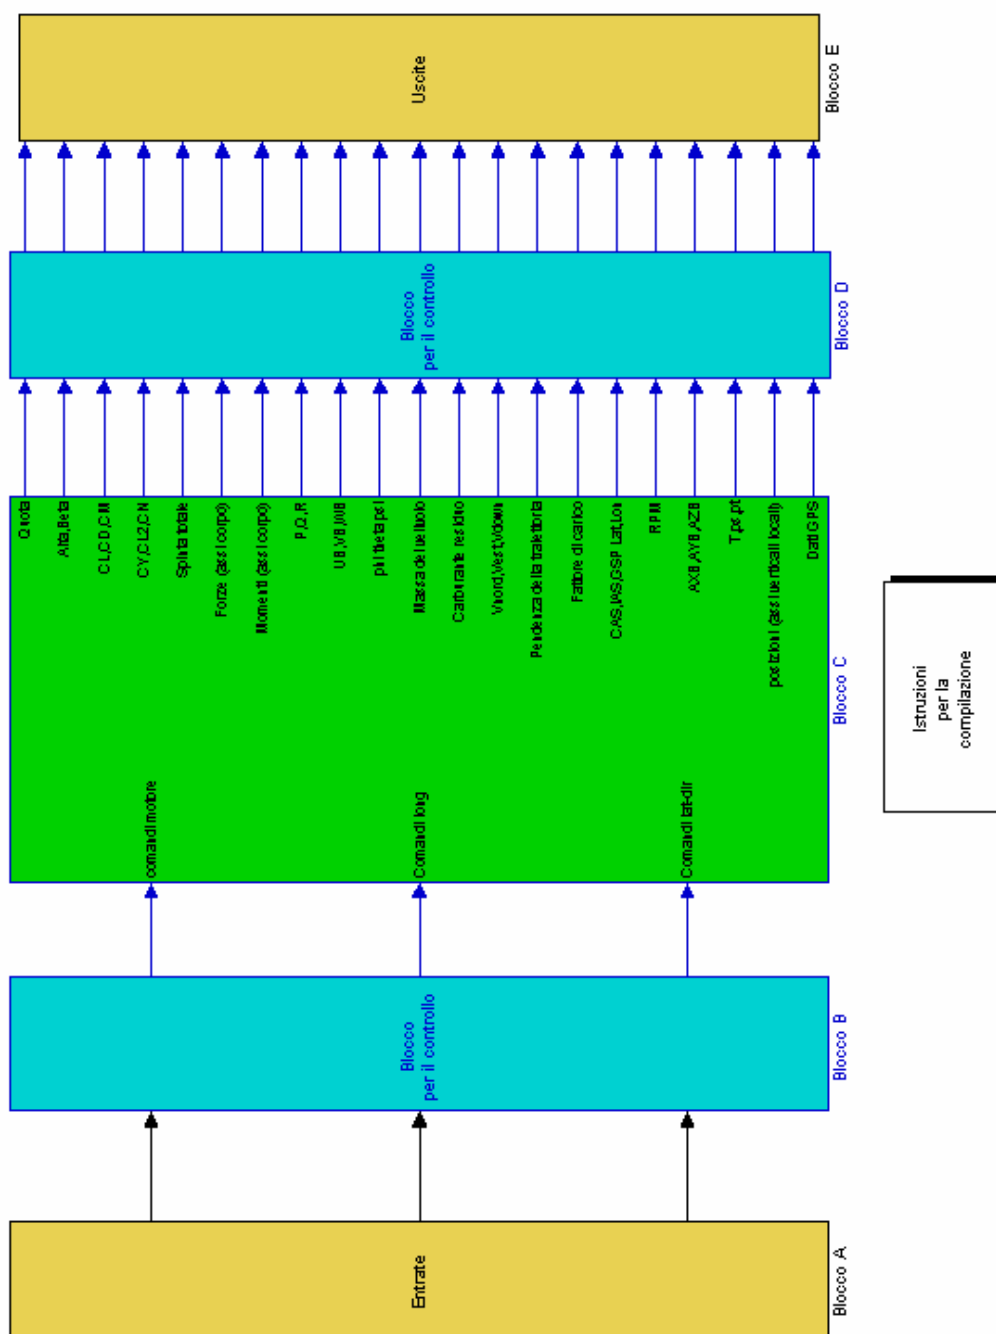 Entrate
Blocco A
Blocco
per il controllo
Blocco B
comandi motore
Comandi long
Comandi lat-dir
Quota
Alfa,Beta
CL,CD,CM
CY,CL2,CN
Spinta totale
Forze (assi corpo)
Momenti (assi corpo)
P,Q,R
UB,VB,WB
phi theta psi
Massa del velivolo
Carburante residuo
Vnord,Vest,Vdown
Pendenza della traiettoria
Fattore di carico
CAS,IAS,GSP Lat,Lon
RPM
AXB,AYB,AZB
T,ps,pt
posizioni (assi verticali locali)
Dati GPS
Blocco C
Blocco
per il controllo
Blocco D
Uscite
Blocco E
Istruzioni
per la
compilazione